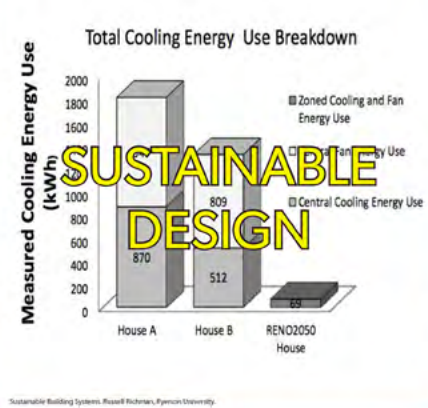 Total Cooling Energy Use Breakdown
Measured Cooling Energy Use
(kWh)
2000
1800
1600
1400
1200
1000
800
600
400
200
0
870
809
512
69
House A
House B
RENO2050
House
Zoned Cooling and Fan
Energy Use
Fan Energy Use
Central Cooling Energy Use
SUSTAINABLE
DESIGN
Sustainable Building Systems. Russell Richman, Ryerson University.